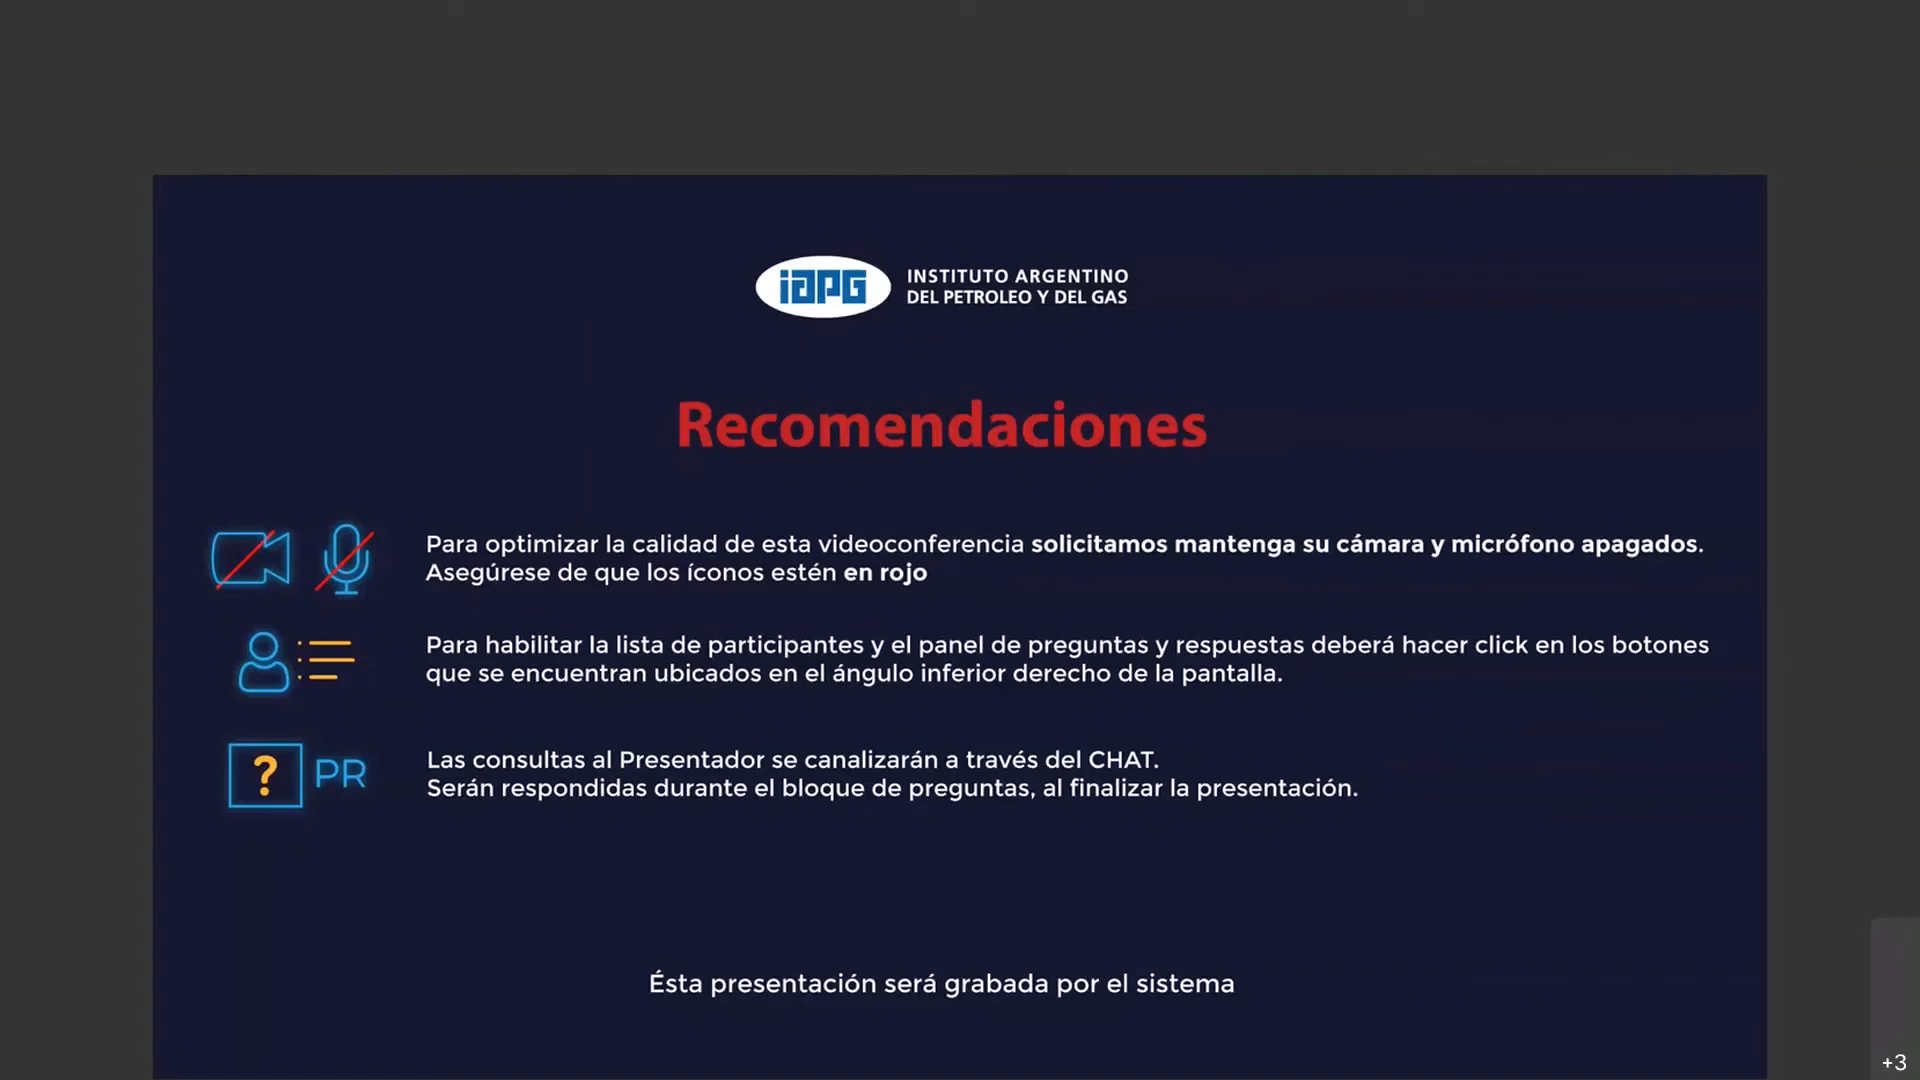 iapg INSTITUTO ARGENTINO
DEL PETROLEO Y DEL GAS
Recomendaciones
Para optimizar la calidad de esta videoconferencia solicitamos mantenga su cámara y micrófono apagados.
Asegúrese de que los íconos estén en rojo
Para habilitar la lista de participantes y el panel de preguntas y respuestas deberá hacer click en los botones
que se encuentran ubicados en el ángulo inferior derecho de la pantalla.
? PR
Las consultas al Presentador se canalizarán a través del CHAT.
Serán respondidas durante el bloque de preguntas, al finalizar la presentación.
Ésta presentación será grabada por el sistema
+3